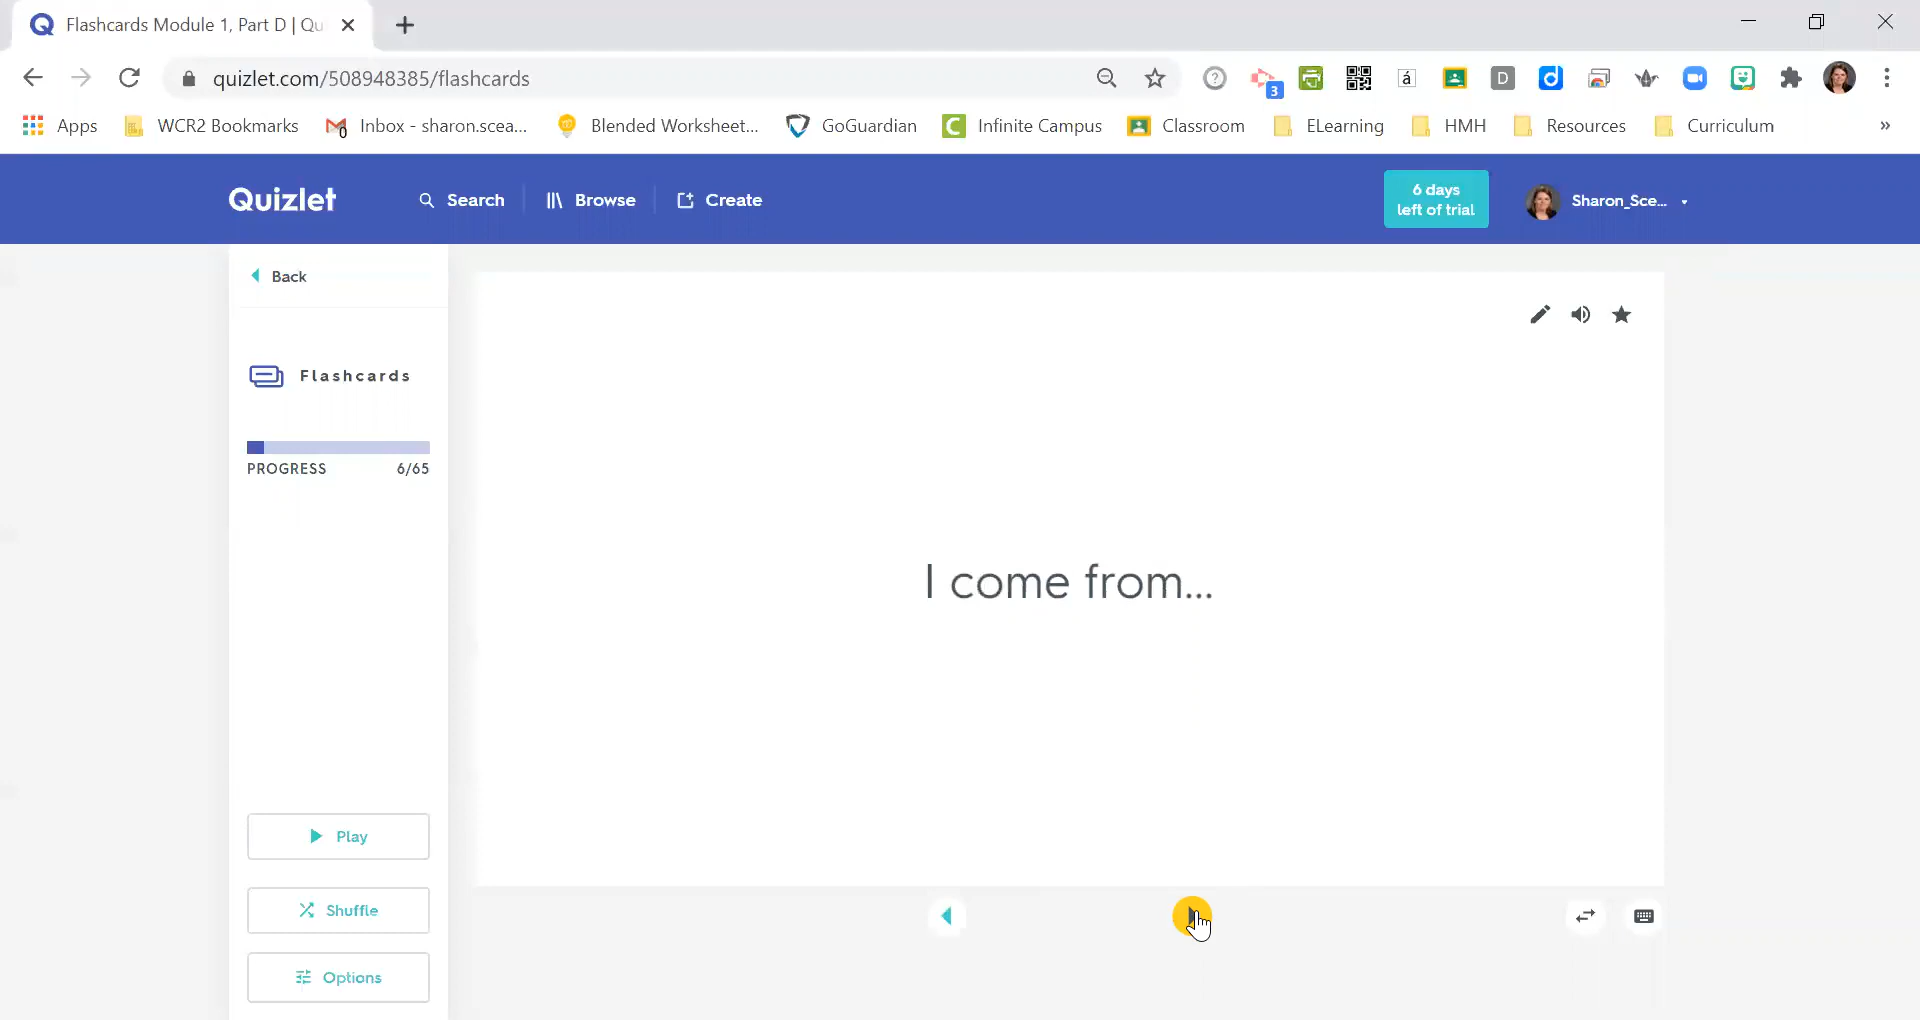 Flashcards Module 1, Part D | Qu
quizlet.com/508948385/flashcards
3
á
D
Apps
WCR2 Bookmarks
Inbox - sharon.scea...
Blended Worksheet...
GoGuardian
Infinite Campus
Classroom
ELearning
HMH
Resources
Curriculum
»
Quizlet
Search
Browse
Create
6 days
left of trial
Sharon_Sce...
Back
Flashcards
PROGRESS 6/65
I come from...
Play
Shuffle
Options